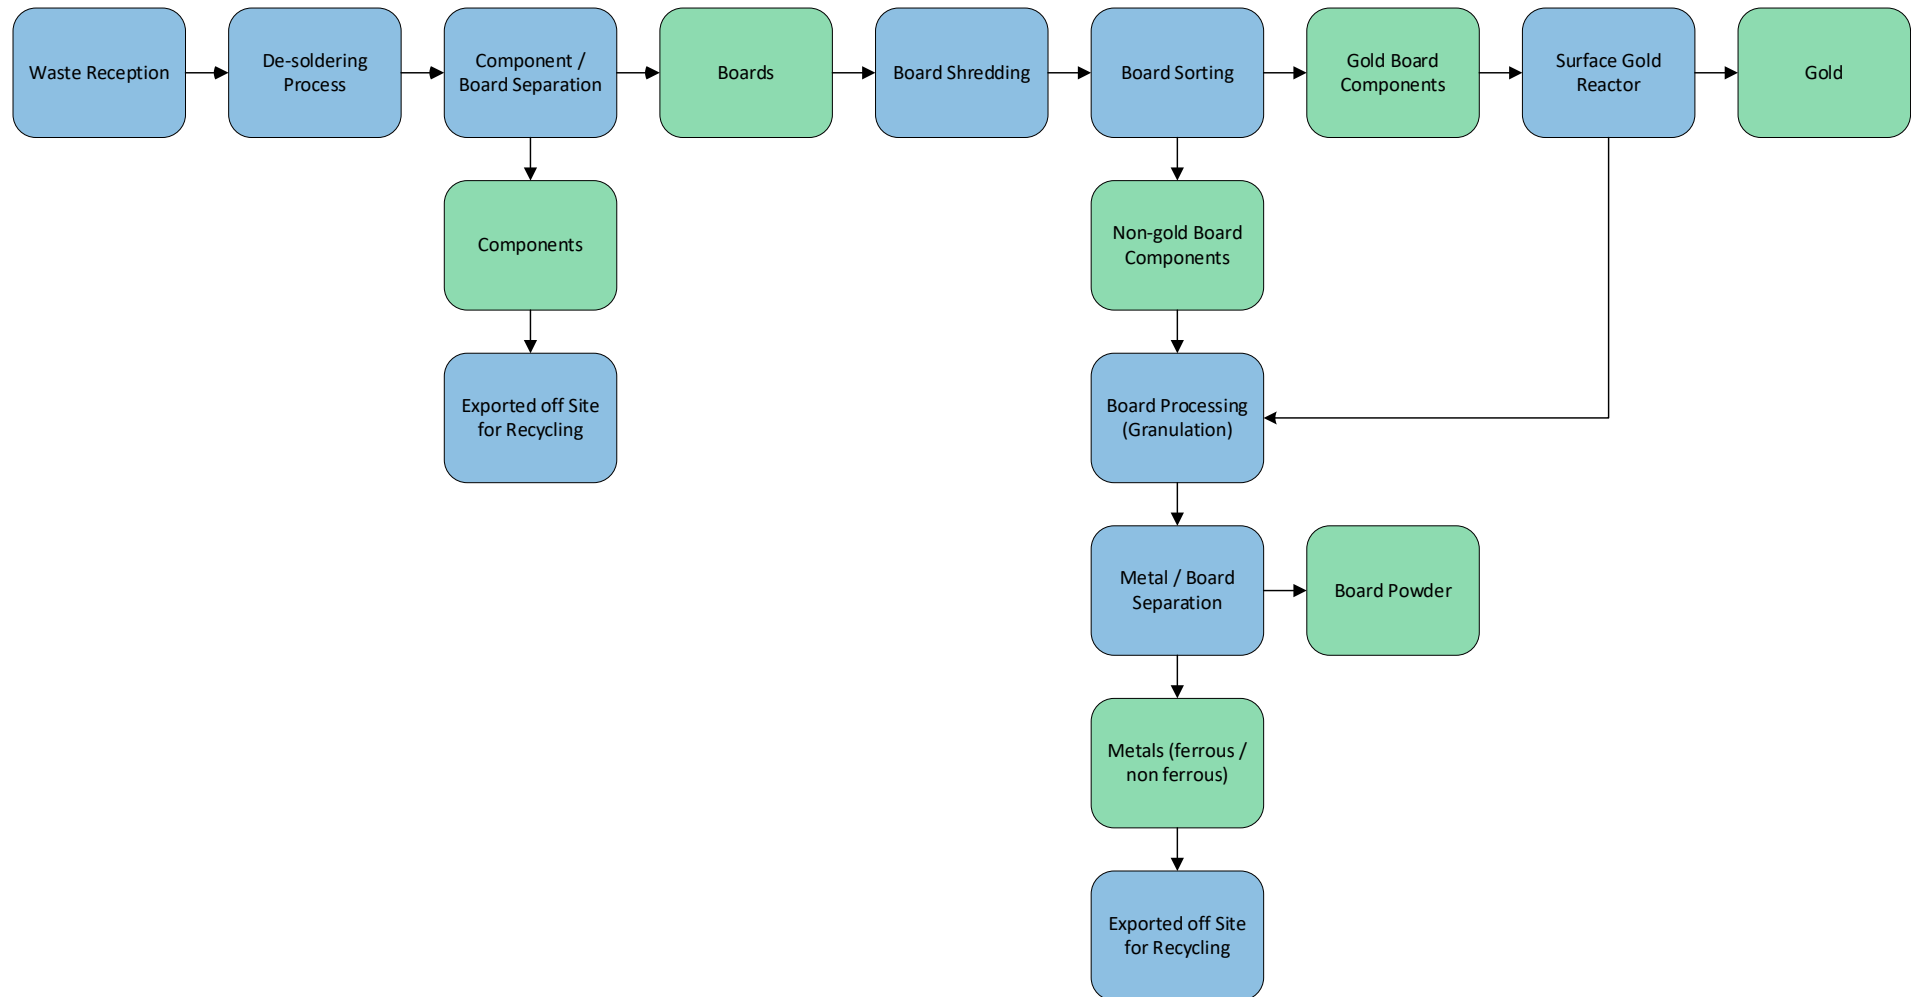 Waste Reception
De-soldering
Process
Component /
Board Separation
Boards
Board Shredding
Board Sorting
Gold Board
Components
Surface Gold
Reactor
Gold
Components
Non-gold Board
Components
Exported off Site
for Recycling
Board Processing
(Granulation)
Metal / Board
Separation
Board Powder
Metals (ferrous /
non ferrous)
Exported off Site
for Recycling